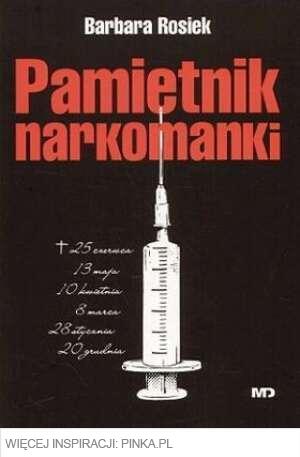 Barbara Rosiek
Pamiętnik
narkomanki
† 25 czerwca
13 maja
10 kwietnia
8 marca
28 stycznia
20 grudnia
MD
WIĘCEJ INSPIRACJI: PINKA.PL